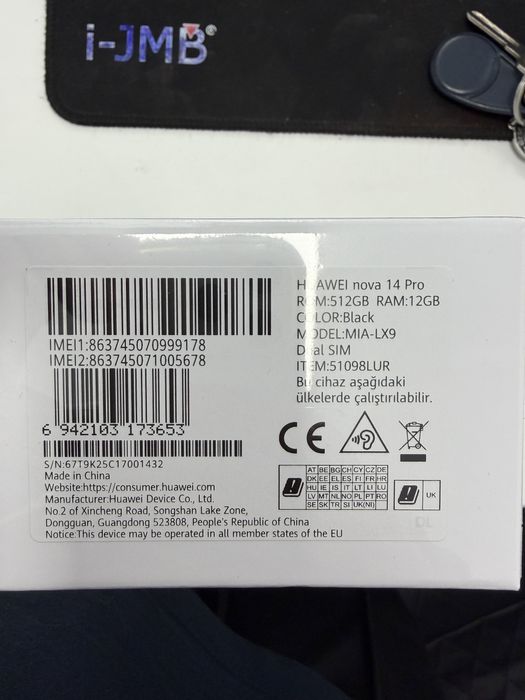 i-JMB
HUAWEI nova 14 Pro
ROM:512GB RAM:12GB
COLOR:Black
MODEL:MIA-LX9
Dual SIM
ITEM:51098LUR
Bu cihaz aşağıdaki
ülkelerde çalıştırılabilir.
IMEI1:863745070999178
IMEI2:863745071005678
6 942103 173653
S/N:67T9K25C17001432
Made in China
Website:https://consumer.huawei.com
Manufacturer:Huawei Device Co., Ltd.
No.2 of Xincheng Road, Songshan Lake Zone,
Dongguan, Guangdong 523808, People's Republic of China
Notice:This device may be operated in all member states of the EU
CE
AT BE BG CH CY CZ DE
DK EE EL ES FI FR HR
HU IE IS IT LT LI LU
LV MT NL NO PL PT RO
SE SK TR SI UK(NI)
UK
DL